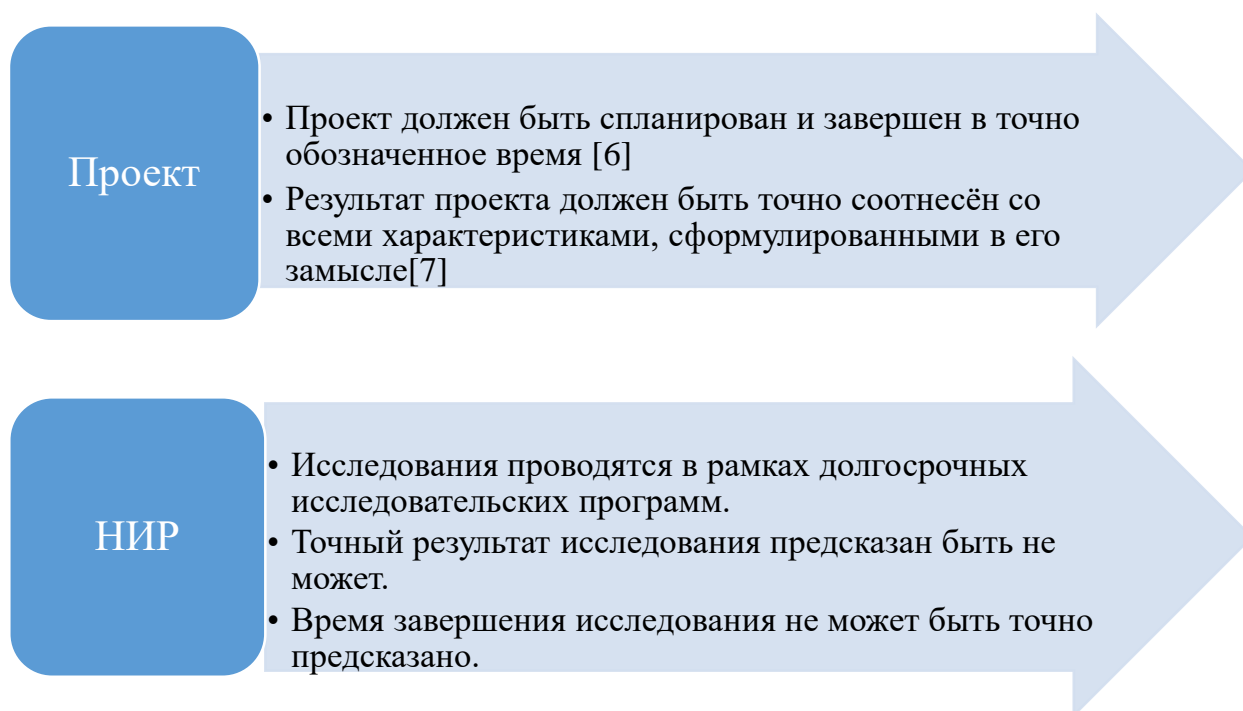 Проект
• Проект должен быть спланирован и завершен в точно
обозначенное время [6]
• Результат проекта должен быть точно соотнесён со
всеми характеристиками, сформулированными в его
замысле[7]
НИР
• Исследования проводятся в рамках долгосрочных
исследовательских программ.
• Точный результат исследования предсказан быть не
может.
• Время завершения исследования не может быть точно
предсказано.